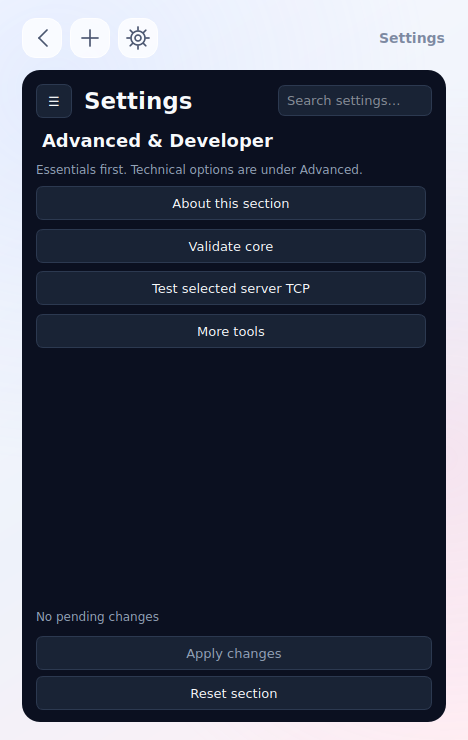 Settings
☰
Settings
Search settings...
Advanced & Developer
Essentials first. Technical options are under Advanced.
About this section
Validate core
Test selected server TCP
More tools
No pending changes
Apply changes
Reset section